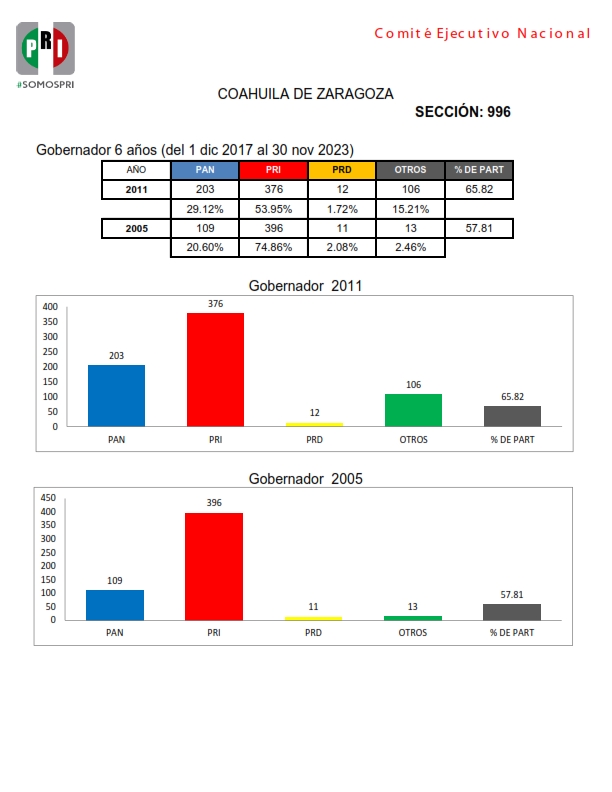 PRI
#SOMOSPRI
Comité Ejecutivo Nacional
COAHUILA DE ZARAGOZA
SECCIÓN: 996
Gobernador 6 años (del 1 dic 2017 al 30 nov 2023)
AÑO PAN PRI PRD OTROS % DE PART
2011 203 376 12 106 65.82
29.12% 53.95% 1.72% 15.21%
2005 109 396 11 13 57.81
20.60% 74.86% 2.08% 2.46%
Gobernador 2011
400
350
300
250
200
150
100
50
0
203
376
12
106
65.82
PAN PRI PRD OTROS % DE PART
Gobernador 2005
450
400
350
300
250
200
150
100
50
0
109
396
11
13
57.81
PAN PRI PRD OTROS % DE PART